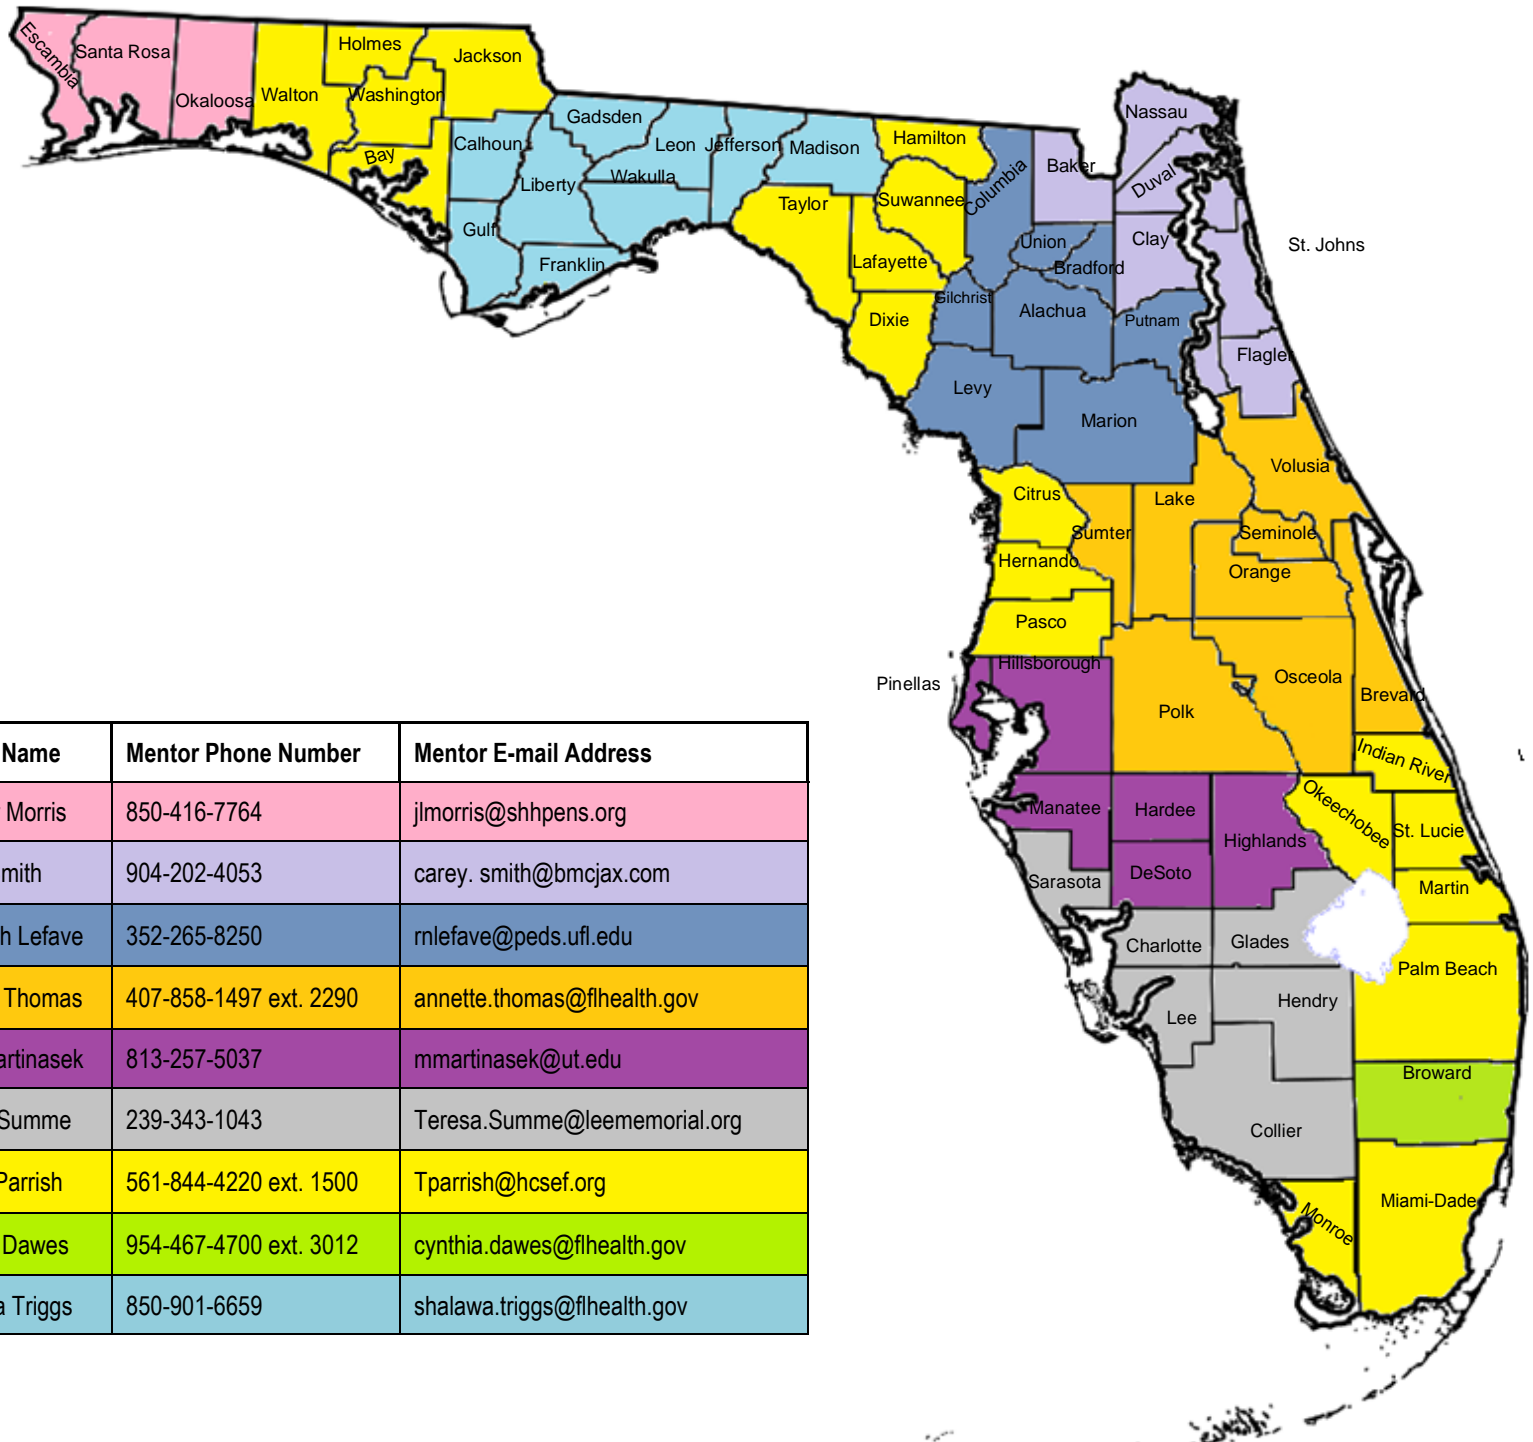 Escambia
Santa Rosa
Okaloosa
Walton
Holmes
Washington
Jackson
Bay
Calhoun
Gulf
Liberty
Gadsden
Franklin
Leon
Wakulla
Jefferson
Madison
Taylor
Hamilton
Suwannee
Lafayette
Dixie
Columbia
Baker
Nassau
Duval
Union
Bradford
Clay
St. Johns
Gilchrist
Alachua
Putnam
Flagler
Levy
Marion
Volusia
Citrus
Sumter
Lake
Seminole
Hernando
Orange
Pasco
Pinellas
Hillsborough
Polk
Osceola
Brevard
Indian River
Manatee
Hardee
Highlands
Okeechobee
St. Lucie
Sarasota
DeSoto
Martin
Charlotte
Glades
Palm Beach
Lee
Hendry
Broward
Collier
Monroe
Miami-Dade
Name Mentor Phone Number Mentor E-mail Address
Morris 850-416-7764 jlmorris@shhpens.org
mith 904-202-4053 carey. smith@bmcjax.com
h Lefave 352-265-8250 rnlefave@peds.ufl.edu
Thomas 407-858-1497 ext. 2290 annette.thomas@flhealth.gov
artinasek 813-257-5037 mmartinasek@ut.edu
Summe 239-343-1043 Teresa.Summe@leememorial.org
Parrish 561-844-4220 ext. 1500 Tparrish@hcsef.org
Dawes 954-467-4700 ext. 3012 cynthia.dawes@flhealth.gov
a Triggs 850-901-6659 shalawa.triggs@flhealth.gov